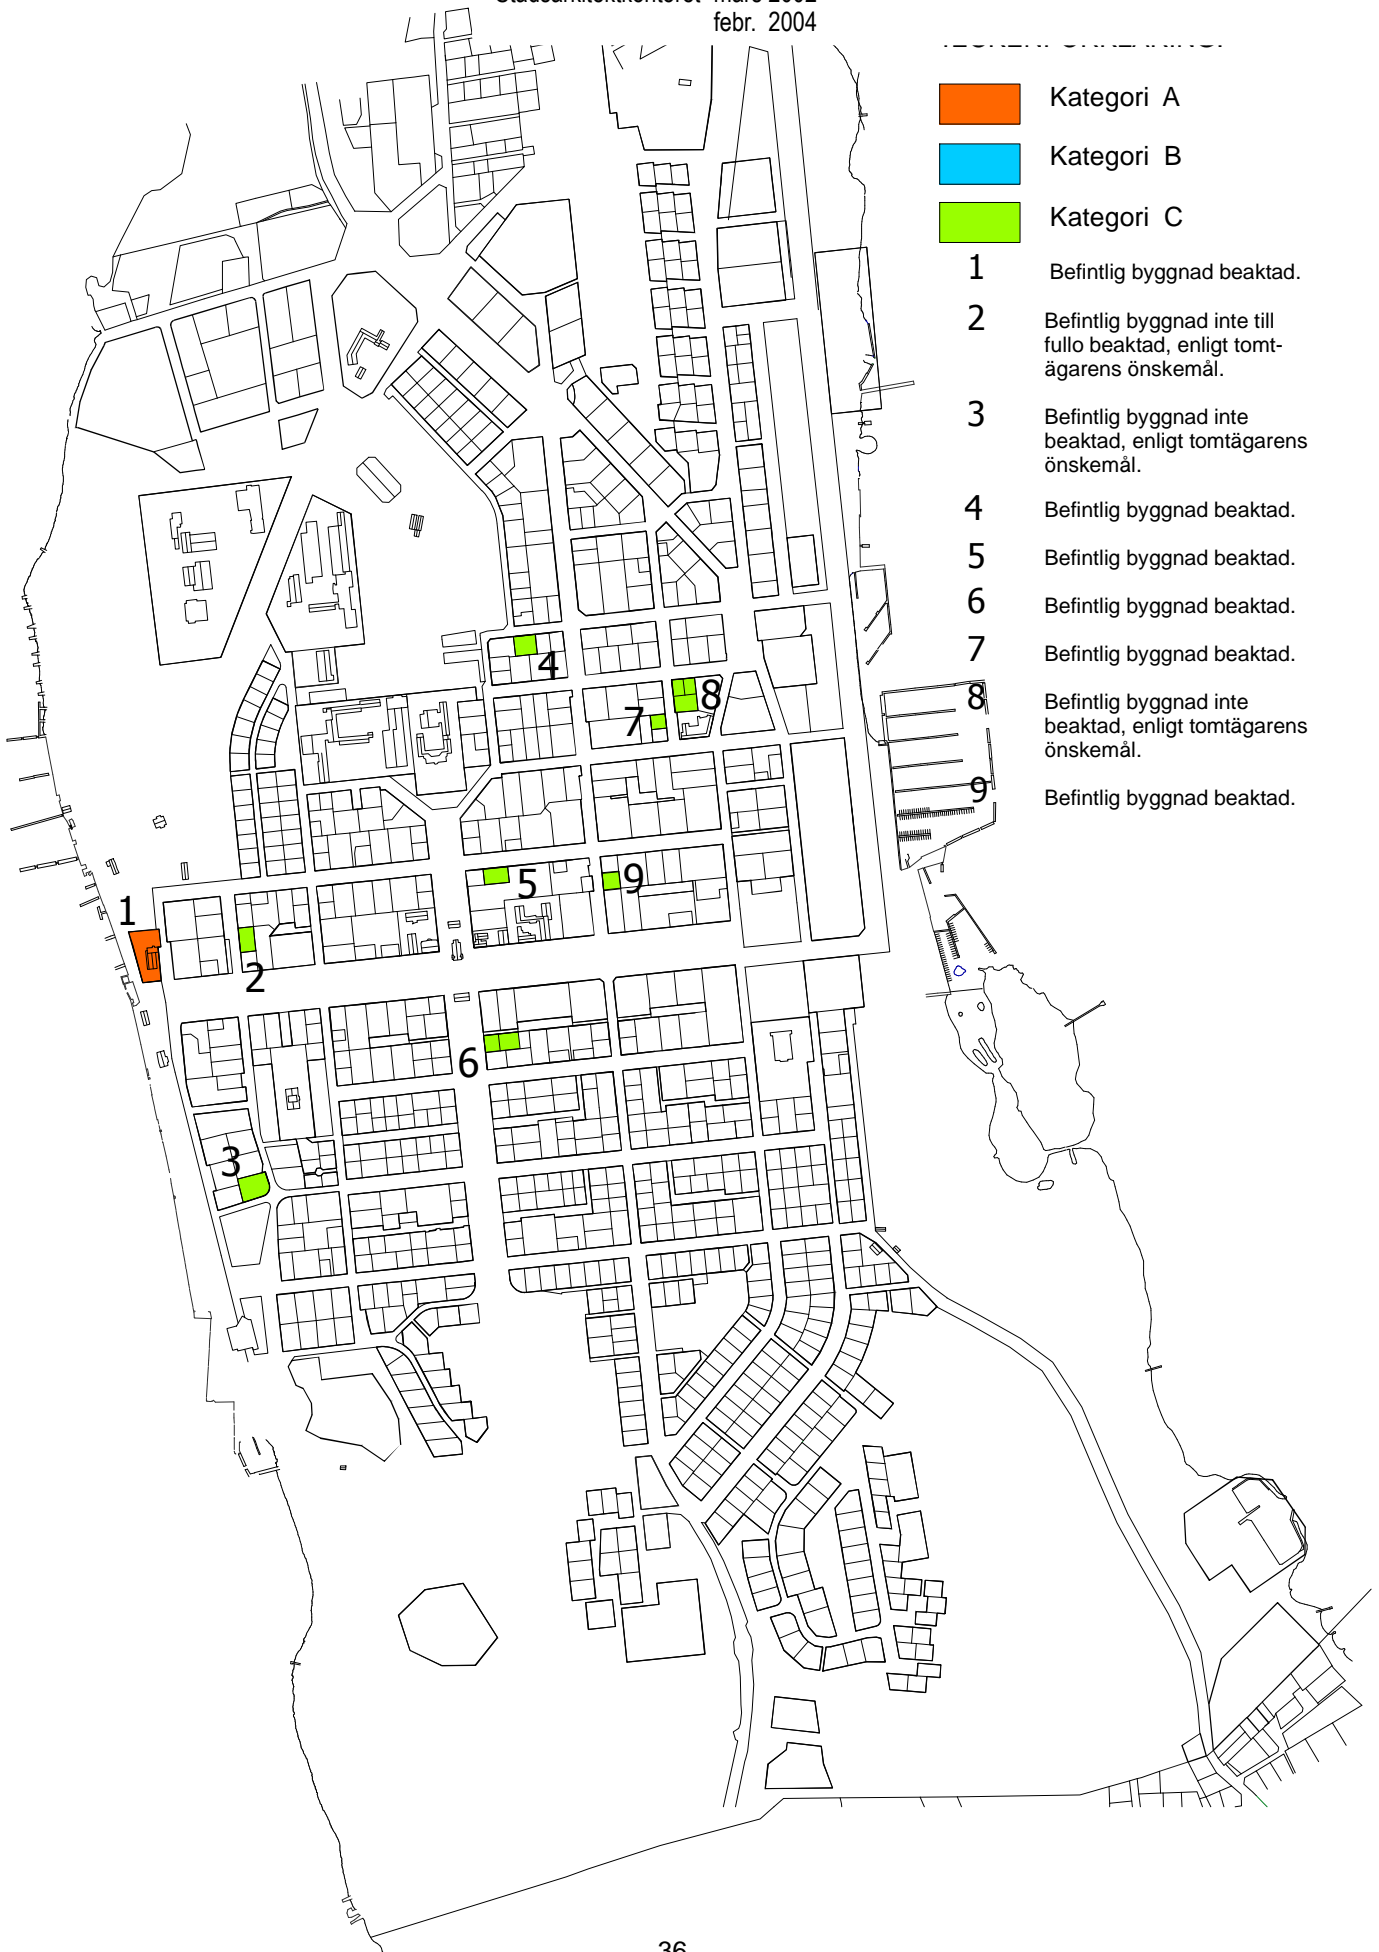 febr. 2004
Kategori A
Kategori B
Kategori C
1 Befintlig byggnad beaktad.
2 Befintlig byggnad inte till
fullo beaktad, enligt tomt-
ägarens önskemål.
3 Befintlig byggnad inte
beaktad, enligt tomtägarens
önskemål.
4 Befintlig byggnad beaktad.
5 Befintlig byggnad beaktad.
6 Befintlig byggnad beaktad.
7 Befintlig byggnad beaktad.
8 Befintlig byggnad inte
beaktad, enligt tomtägarens
önskemål.
9 Befintlig byggnad beaktad.
4
8
7
5
9
1
2
6
3
36